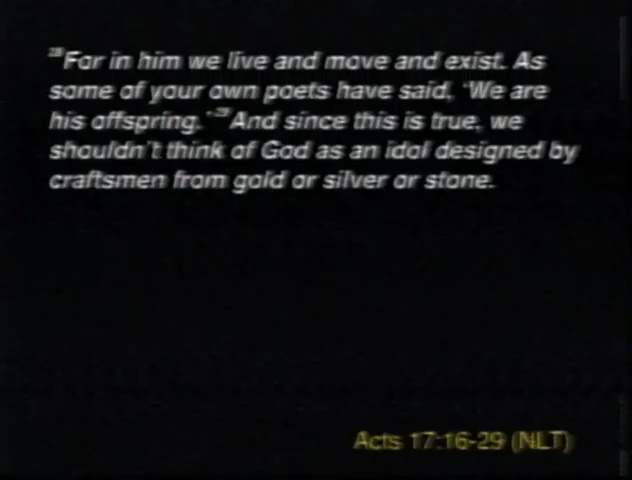 ²⁸For in him we live and move and exist. As
some of your own poets have said, 'We are
his offspring.' ²⁹And since this is true, we
shouldn't think of God as an idol designed by
craftsmen from gold or silver or stone.
Acts 17:16-29 (NLT)